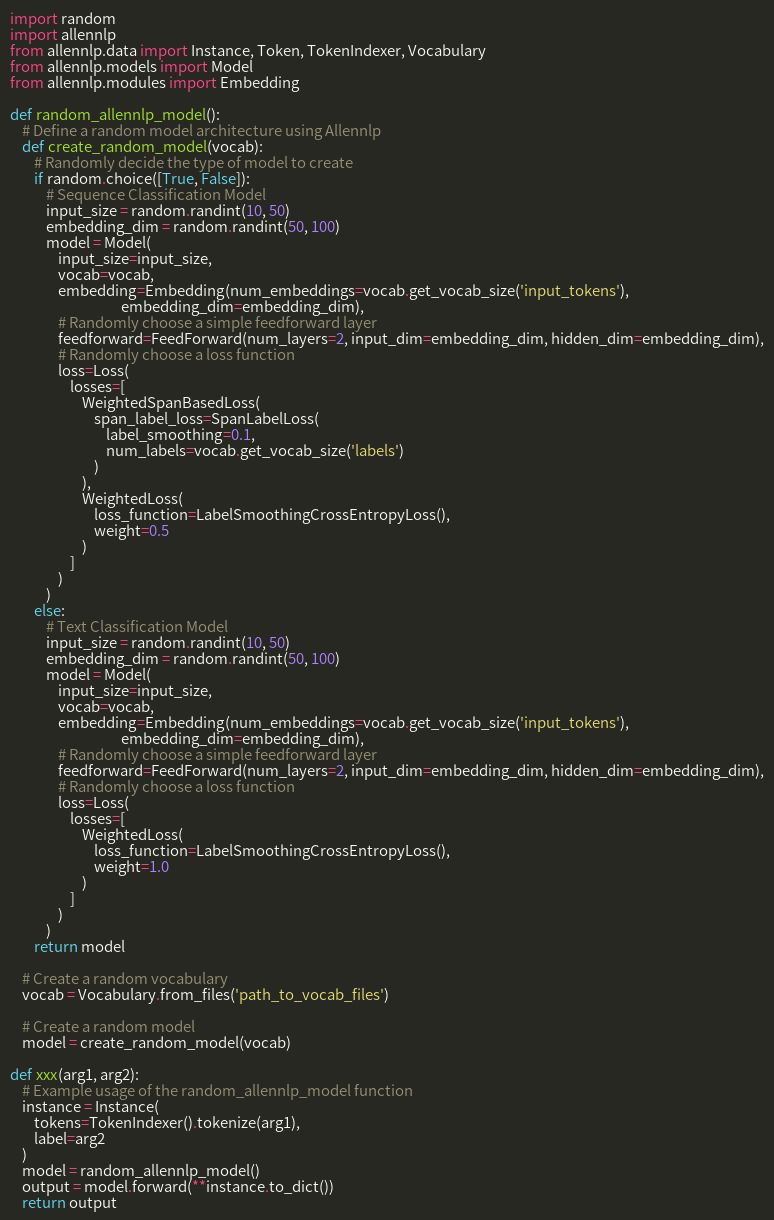 import random
import allennlp
from allennlp.data import Instance, Token, TokenIndexer, Vocabulary
from allennlp.models import Model
from allennlp.modules import Embedding

def random_allennlp_model():
    # Define a random model architecture using Allennlp
    def create_random_model(vocab):
        # Randomly decide the type of model to create
        if random.choice([True, False]):
            # Sequence Classification Model
            input_size = random.randint(10, 50)
            embedding_dim = random.randint(50, 100)
            model = Model(
                input_size=input_size,
                vocab=vocab,
                embedding=Embedding(num_embeddings=vocab.get_vocab_size('input_tokens'),
                                     embedding_dim=embedding_dim),
                # Randomly choose a simple feedforward layer
                feedforward=FeedForward(num_layers=2, input_dim=embedding_dim, hidden_dim=embedding_dim),
                # Randomly choose a loss function
                loss=Loss(
                    losses=[
                        WeightedSpanBasedLoss(
                            span_label_loss=SpanLabelLoss(
                                label_smoothing=0.1,
                                num_labels=vocab.get_vocab_size('labels')
                            )
                        ),
                        WeightedLoss(
                            loss_function=LabelSmoothingCrossEntropyLoss(),
                            weight=0.5
                        )
                    ]
                )
            )
        else:
            # Text Classification Model
            input_size = random.randint(10, 50)
            embedding_dim = random.randint(50, 100)
            model = Model(
                input_size=input_size,
                vocab=vocab,
                embedding=Embedding(num_embeddings=vocab.get_vocab_size('input_tokens'),
                                     embedding_dim=embedding_dim),
                # Randomly choose a simple feedforward layer
                feedforward=FeedForward(num_layers=2, input_dim=embedding_dim, hidden_dim=embedding_dim),
                # Randomly choose a loss function
                loss=Loss(
                    losses=[
                        WeightedLoss(
                            loss_function=LabelSmoothingCrossEntropyLoss(),
                            weight=1.0
                        )
                    ]
                )
            )
        return model

    # Create a random vocabulary
    vocab = Vocabulary.from_files('path_to_vocab_files')

    # Create a random model
    model = create_random_model(vocab)

def xxx(arg1, arg2):
    # Example usage of the random_allennlp_model function
    instance = Instance(
        tokens=TokenIndexer().tokenize(arg1),
        label=arg2
    )
    model = random_allennlp_model()
    output = model.forward(**instance.to_dict())
    return output